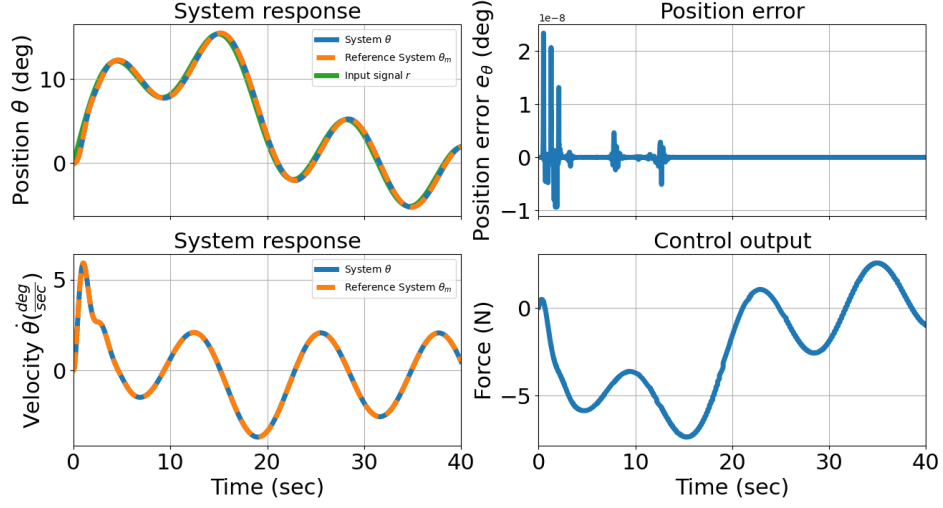 System response
Position θ (deg)
10
0
System θ
Reference System θₘ
Input signal r
Position error
1e−8
Position error e_θ (deg)
2
1
0
−1
System response
Velocity θ̇(deg/sec)
5
0
System θ
Reference System θₘ
0
10
20
30
40
Time (sec)
Control output
Force (N)
0
−5
0
10
20
30
40
Time (sec)